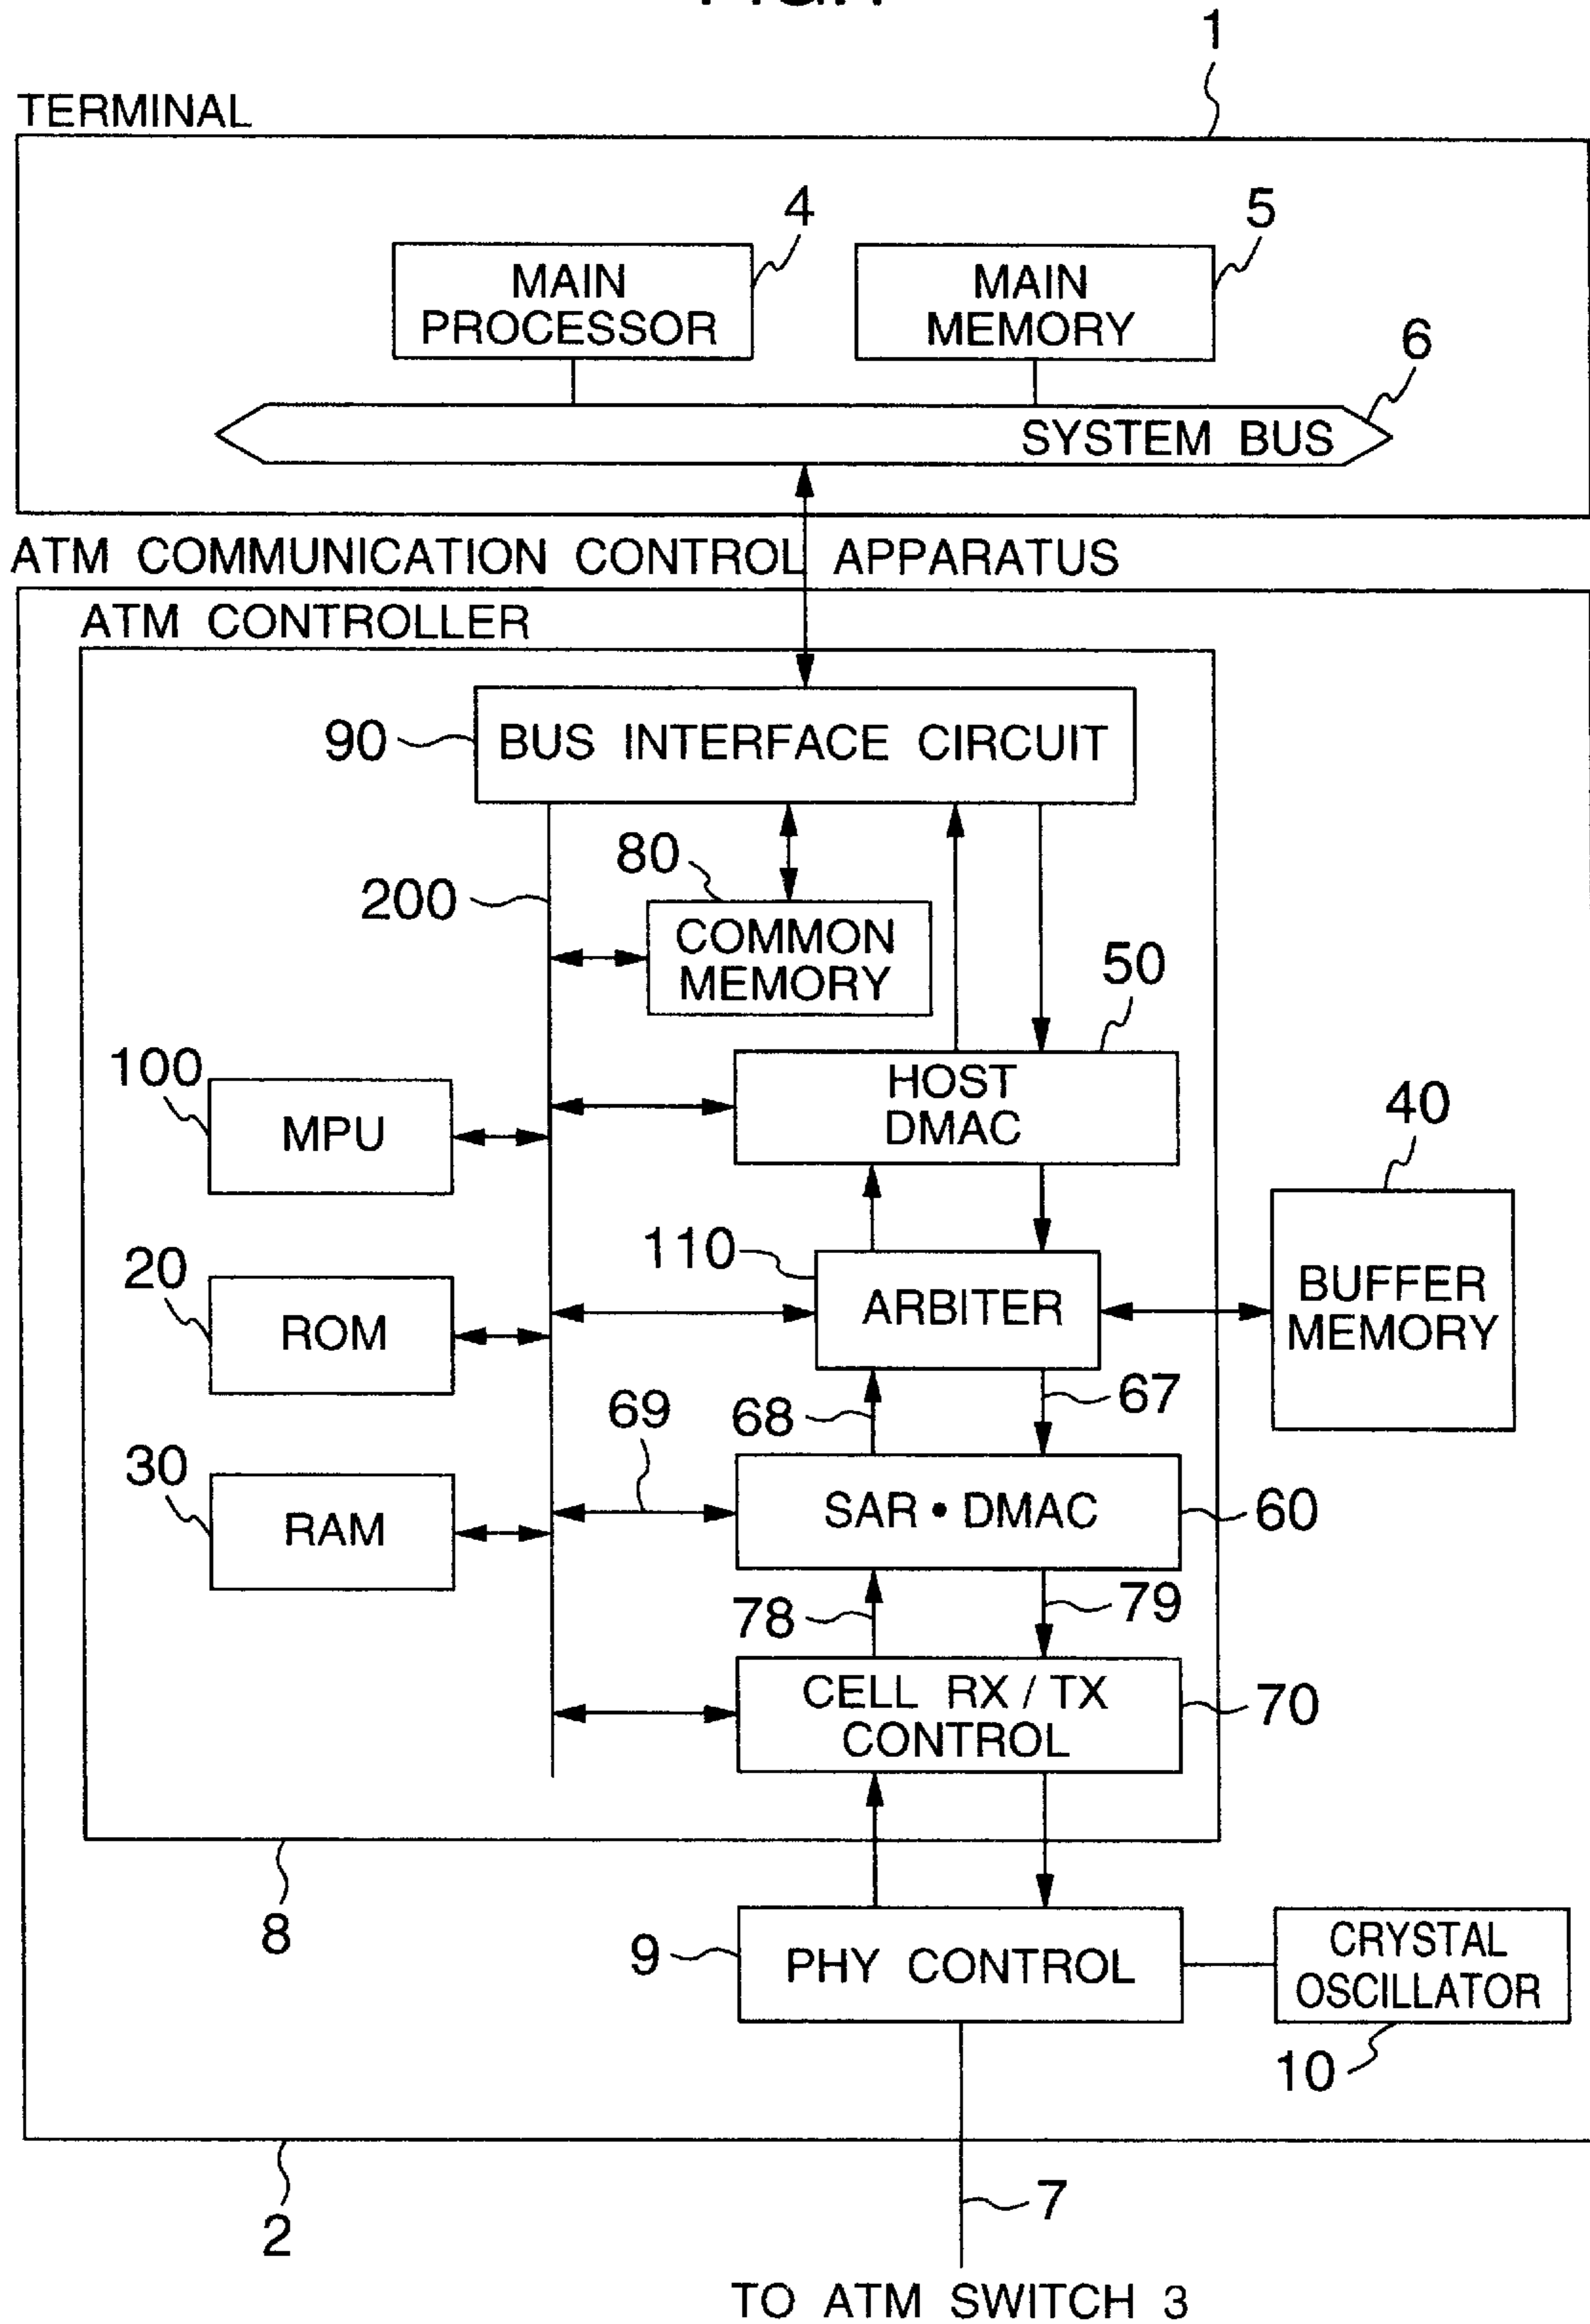 1
TERMINAL
4
5
MAIN
PROCESSOR
MAIN
MEMORY
6
SYSTEM BUS
ATM COMMUNICATION CONTROL APPARATUS
ATM CONTROLLER
90
BUS INTERFACE CIRCUIT
80
200
COMMON
MEMORY
50
100
MPU
HOST
DMAC
40
110
20
ROM
ARBITER
BUFFER
MEMORY
69
68
67
30
RAM
SAR • DMAC
60
78
79
CELL RX / TX
CONTROL
70
8
9
PHY CONTROL
CRYSTAL
OSCILLATOR
10
2
7
TO ATM SWITCH 3